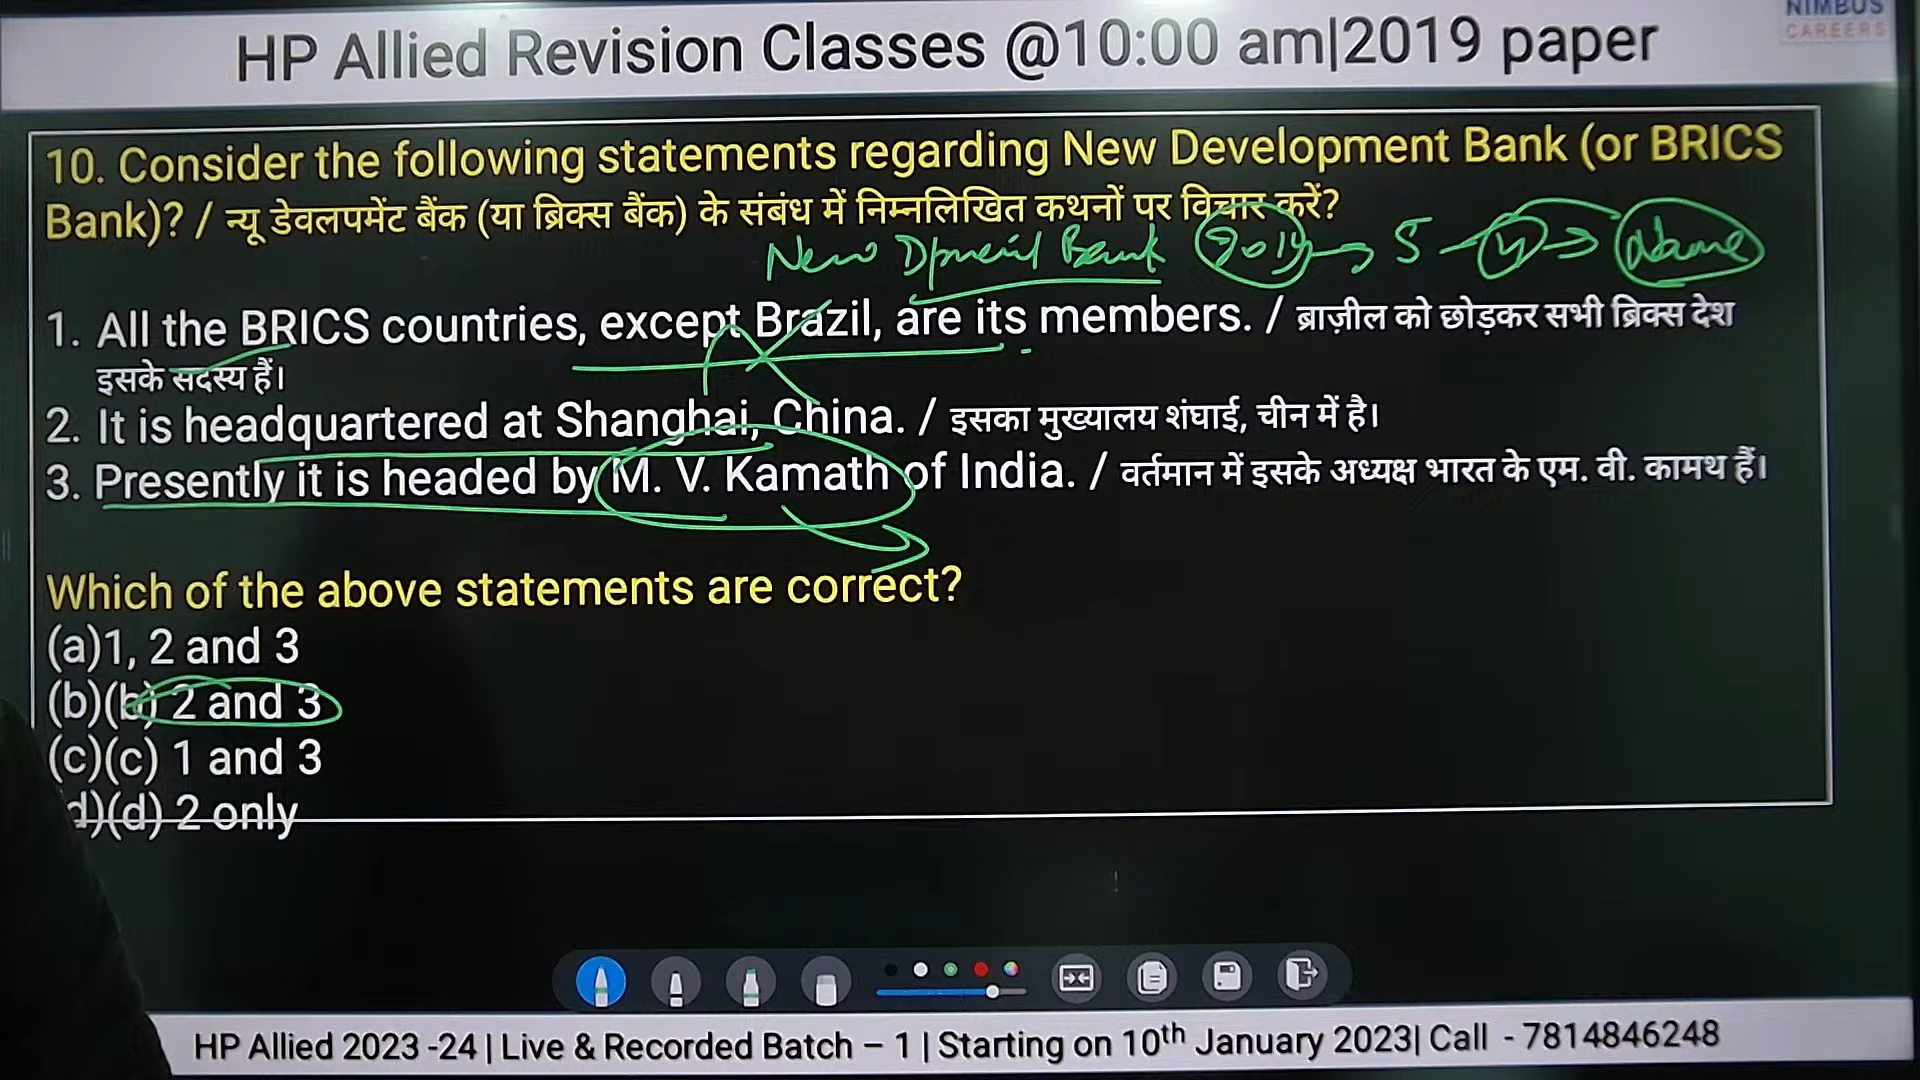 NIMBUS
CAREERS
HP Allied Revision Classes @10:00 am|2019 paper
10. Consider the following statements regarding New Development Bank (or BRICS
Bank)? / न्यू डेवलपमेंट बैंक (या ब्रिक्स बैंक) के संबंध में निम्नलिखित कथनों पर विचार करें?
New Bank 5
Name
1. All the BRICS countries, except Brazil, are its members. / ब्राज़ील को छोड़कर सभी ब्रिक्स देश
इसके सदस्य हैं।
2. It is headquartered at Shanghai, China. / इसका मुख्यालय शंघाई, चीन में है।
3. Presently it is headed by M. V. Kamath of India. / वर्तमान में इसके अध्यक्ष भारत के एम. वी. कामथ हैं।
Which of the above statements are correct?
(a)1, 2 and 3
(b)(b) 2 and 3
(c)(c) 1 and 3
d)(d) 2 only
HP Allied 2023 -24 | Live & Recorded Batch – 1 | Starting on 10th January 2023| Call - 7814846248